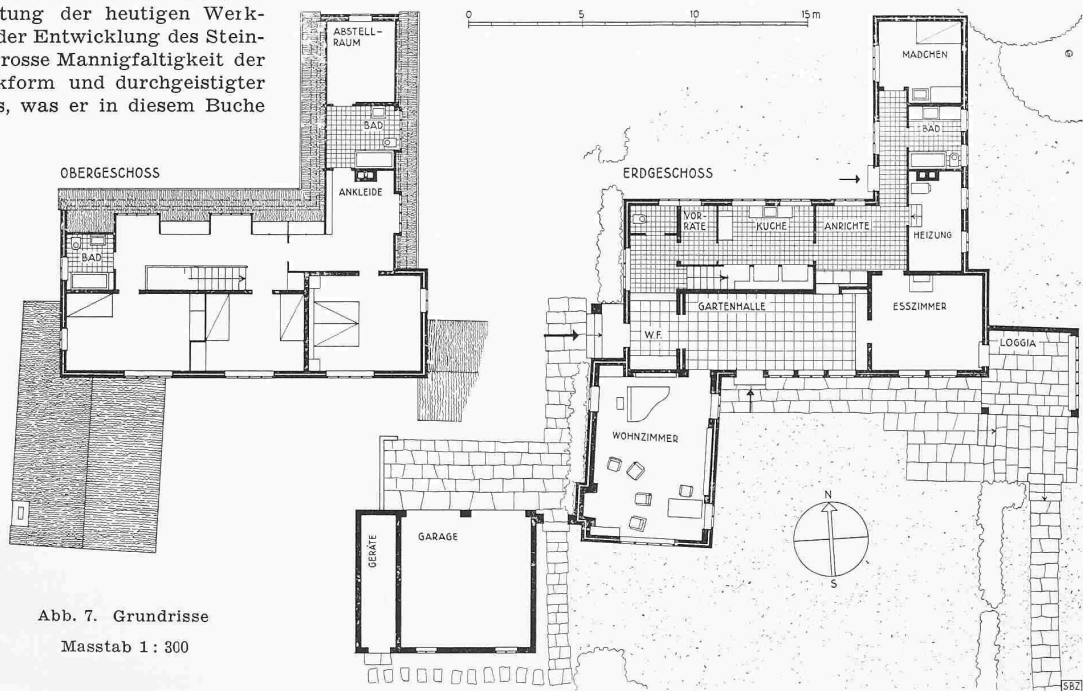 tung der heutigen Werk-
der Entwicklung des Stein-
rosse Mannigfaltigkeit der
kform und durchgeistigter
s, was er in diesem Buche
0 5 10 15 m
OBERGESCHOSS
ABSTELL-
RAUM
BAD
ANKLEIDE
BAD
ERDGESCHOSS
MÄDCHEN
BAD
HEIZUNG
VOR-
RÄTE
KÜCHE
ANRICHTE
W.F.
GARTENHALLE
ESSZIMMER
LOGGIA
WOHNZIMMER
GERÄTE
GARAGE
N
S
Abb. 7. Grundrisse
Masstab 1 : 300
SBZ